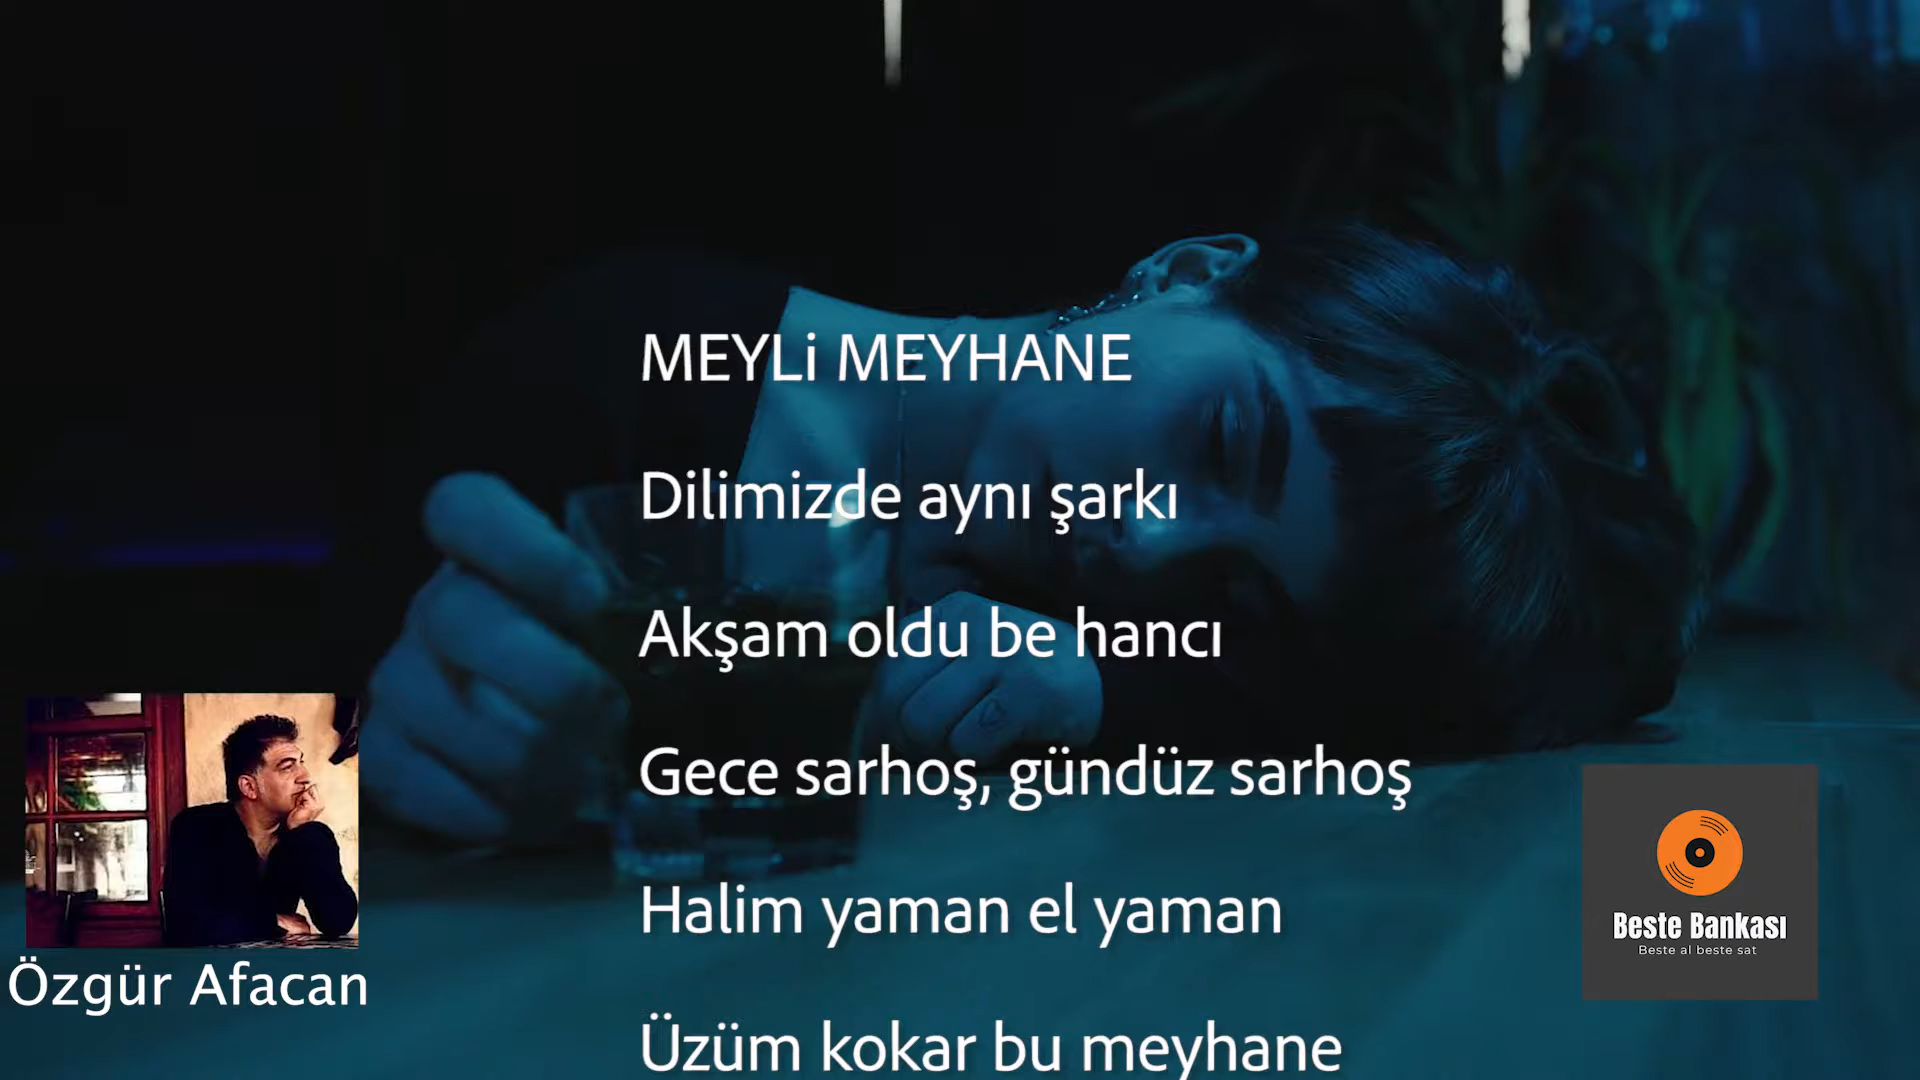 MEYLi MEYHANE
Dilimizde aynı şarkı
Akşam oldu be hancı
Gece sarhoş, gündüz sarhoş
Halim yaman el yaman
Üzüm kokar bu meyhane
Özgür Afacan
Beste Bankası
Beste al beste sat